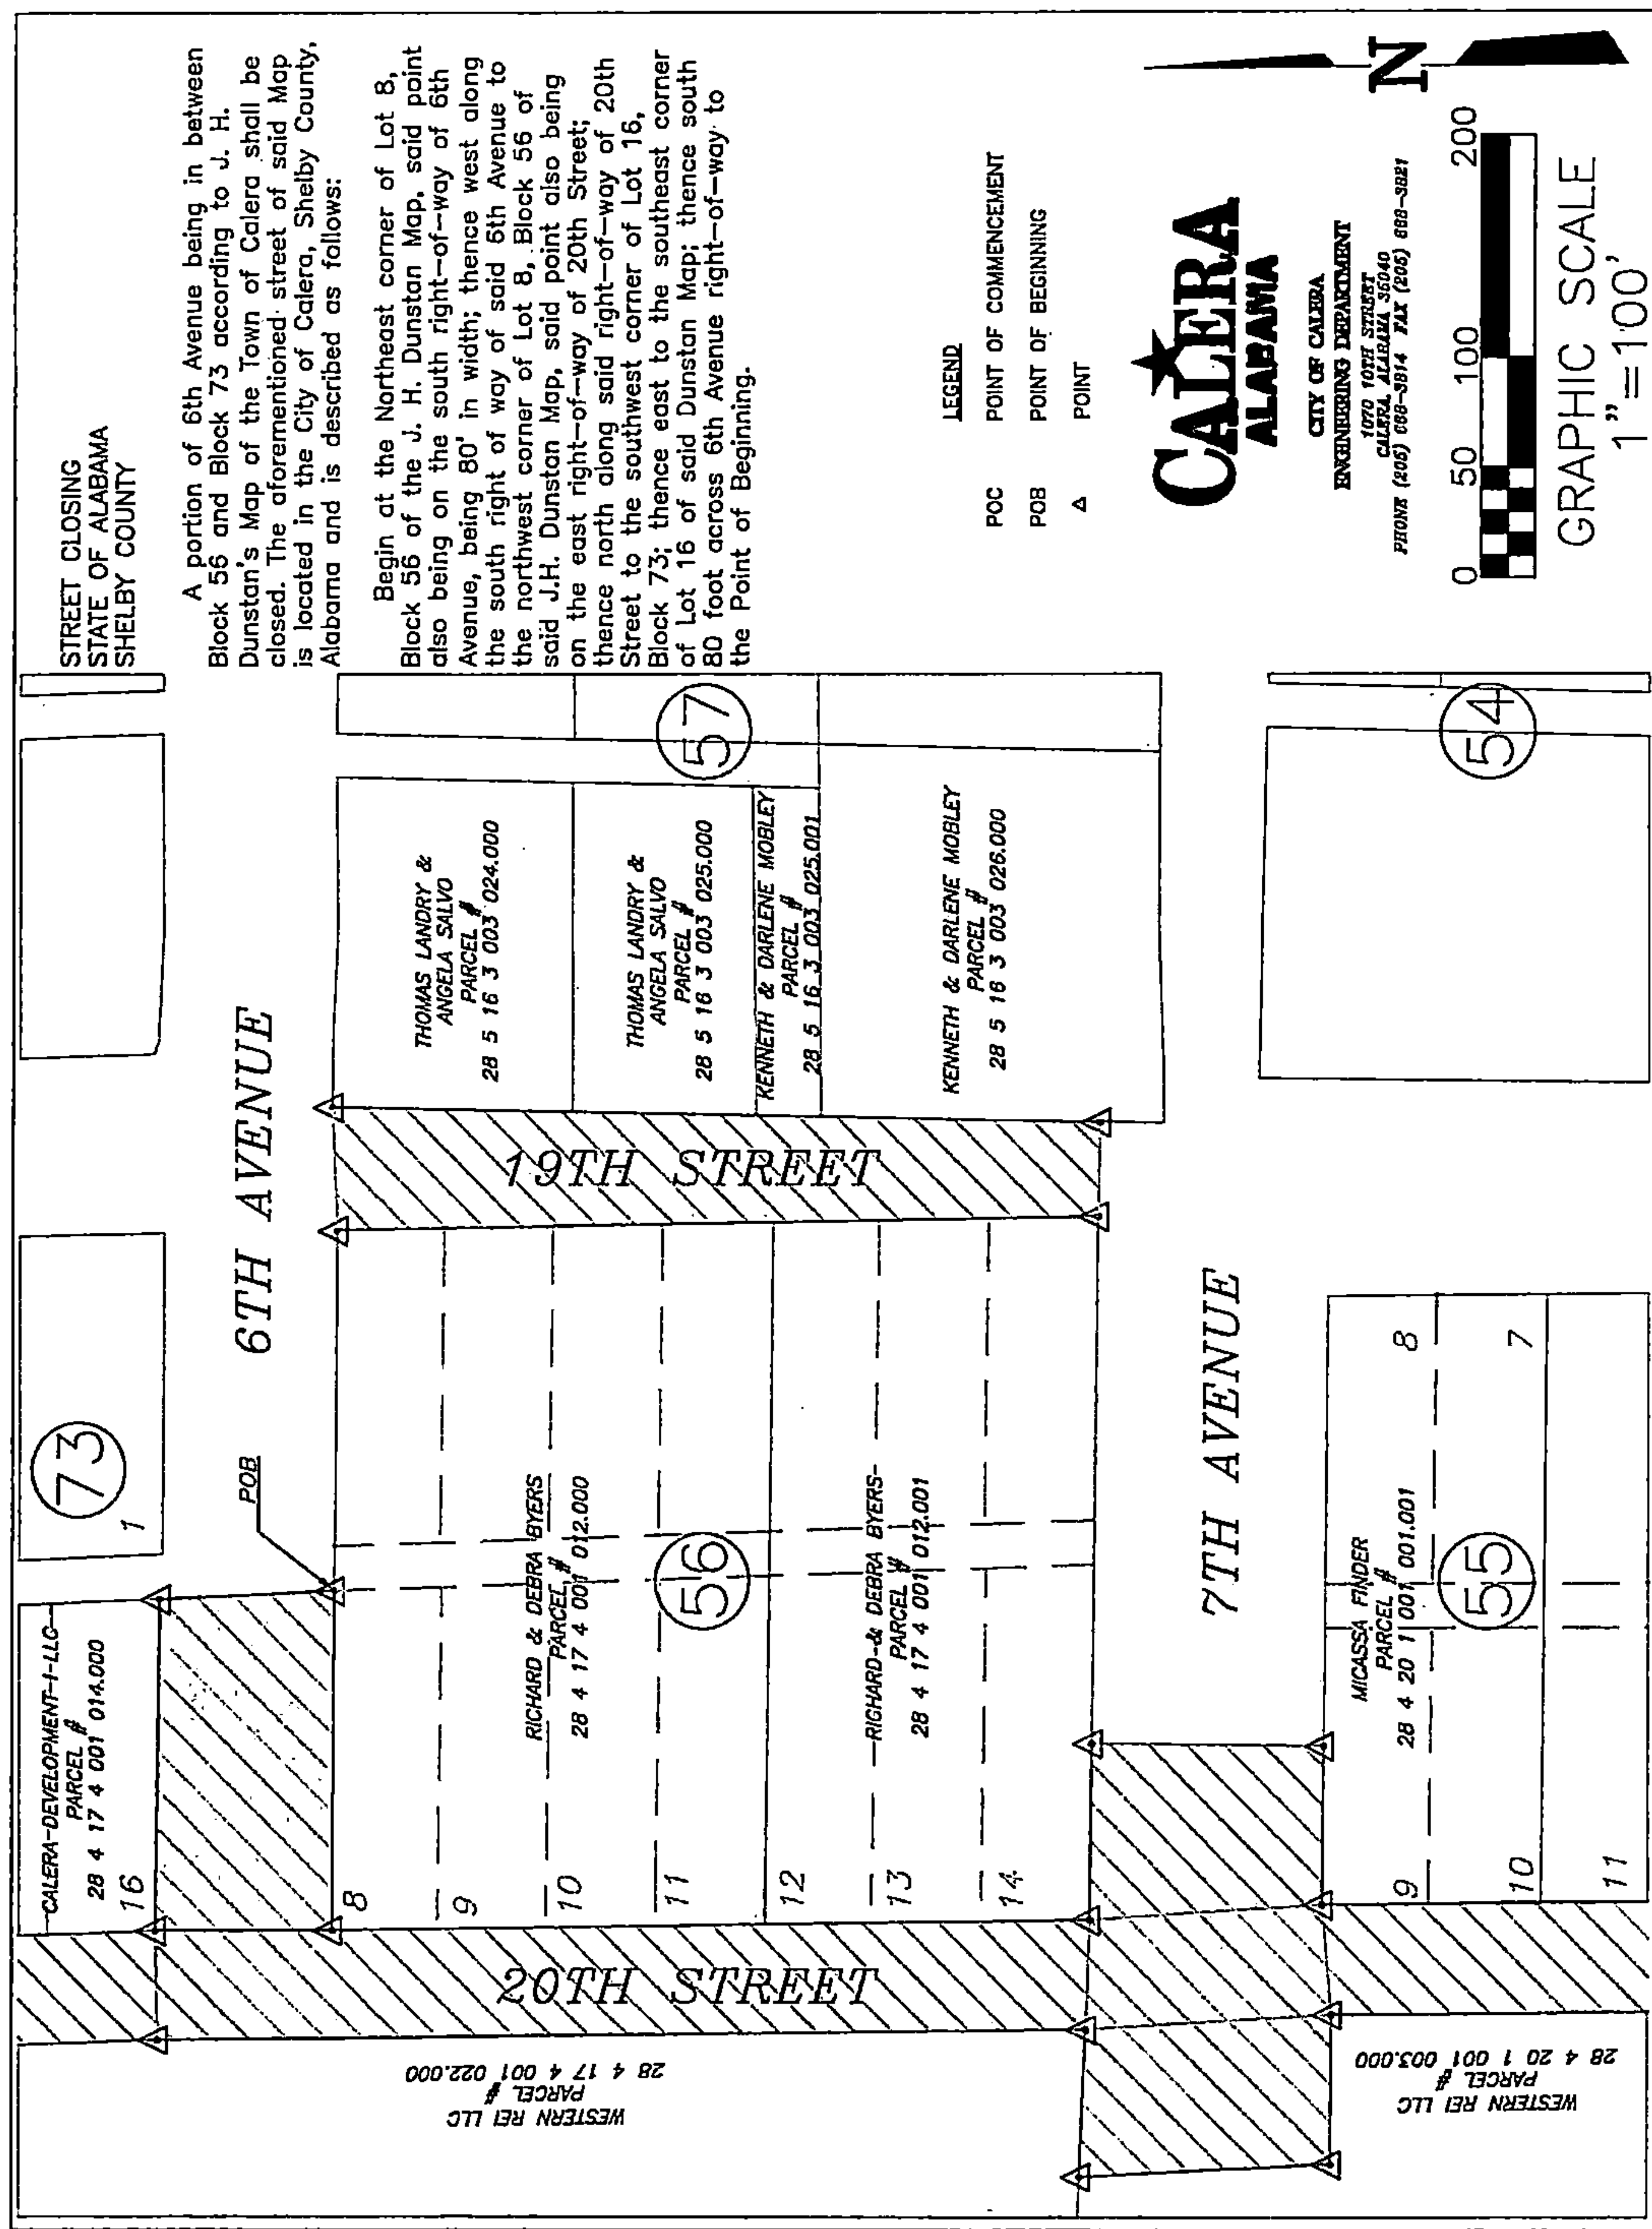 STREET CLOSING
STATE OF ALABAMA
SHELBY COUNTY
A portion of 6th Avenue being in between
Block 56 and Block 73 according to J. H.
Dunstan's Map of the Town of Calera shall be
closed. The aforementioned street of said Map
is located in the City of Calera, Shelby County,
Alabama and is described as follows:
Begin at the Northeast corner of Lot 8,
Block 56 of the J. H. Dunstan Map, said point
also being on the south right-of-way of 6th
Avenue, being 80' in width; thence west along
the south right of way of said 6th Avenue to
the northwest corner of Lot 8, Block 56 of
said J.H. Dunstan Map, said point also being
on the east right-of-way of 20th Street;
thence north along said right-of-way of 20th
Street to the southwest corner of Lot 16,
Block 73; thence east to the southeast corner
of Lot 16 of said Dunstan Map; thence south
80 foot across 6th Avenue right-of-way to
the Point of Beginning.
LEGEND
POC POINT OF COMMENCEMENT
POB POINT OF BEGINNING
Δ POINT
CALERA
ALABAMA
CITY OF CALERA
ENGINEERING DEPARTMENT
1070 10TH STREET
CALERA, ALABAMA 35040
PHONE (205) 668-3814 FAX (205) 668-3821
N
0 50 100 200
GRAPHIC SCALE
1"=100'
CALERA-DEVELOPMENT-I-LLC
PARCEL #
28 4 17 4 001 014.000
16
73
1
POB
6TH AVENUE
8
9
10
11
12
13
14
RICHARD & DEBRA BYERS
PARCEL #
28 4 17 4 001 012.000
56
RICHARD & DEBRA BYERS
PARCEL #
28 4 17 4 001 012.001
19TH STREET
THOMAS LANDRY &
ANGELA SALVO
PARCEL #
28 5 16 3 003 024.000
THOMAS LANDRY &
ANGELA SALVO
PARCEL #
28 5 16 3 003 025.000
57
KENNETH & DARLENE MOBLEY
PARCEL #
28 5 16 3 003 025.001
KENNETH & DARLENE MOBLEY
PARCEL #
28 5 16 3 003 026.000
20TH STREET
WESTERN REI LLC
PARCEL #
28 4 17 4 001 022.000
7TH AVENUE
MICASSA FINDER
PARCEL #
28 4 20 1 001 001.001
9
8
55
10
7
11
54
WESTERN REI LLC
PARCEL #
28 4 20 1 001 003.000